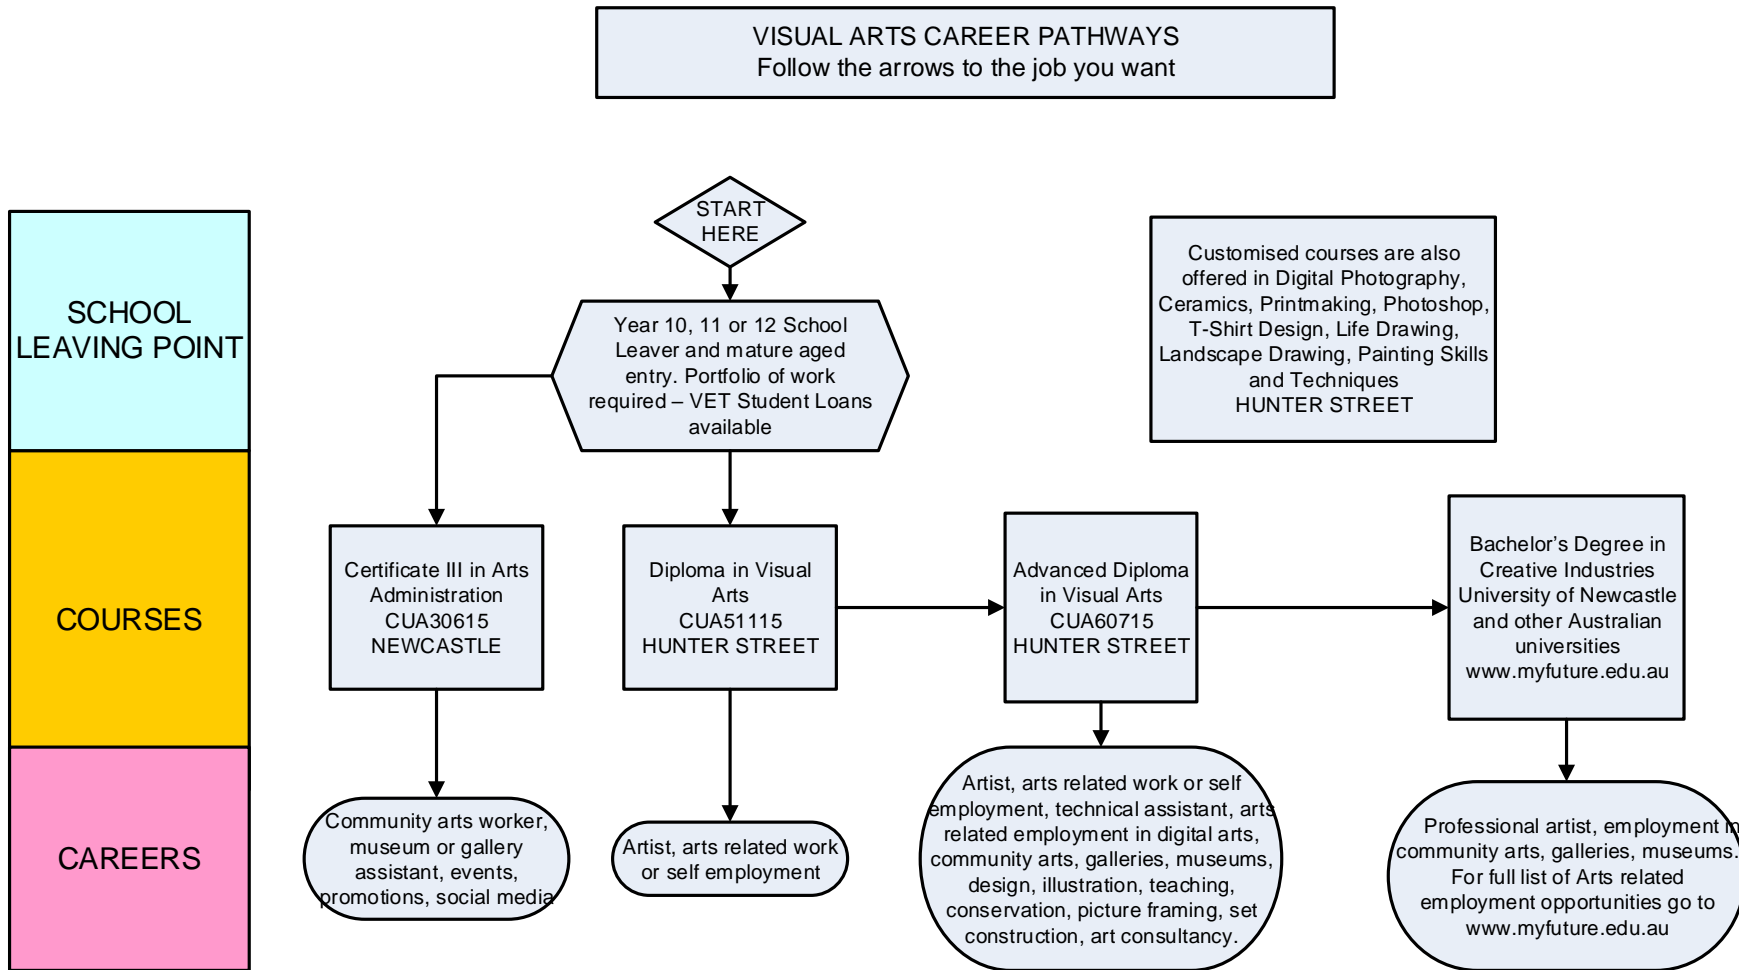 VISUAL ARTS CAREER PATHWAYS
Follow the arrows to the job you want
START
HERE
SCHOOL
LEAVING POINT
Year 10, 11 or 12 School
Leaver and mature aged
entry. Portfolio of work
required – VET Student Loans
available
Customised courses are also
offered in Digital Photography,
Ceramics, Printmaking, Photoshop,
T-Shirt Design, Life Drawing,
Landscape Drawing, Painting Skills
and Techniques
HUNTER STREET
COURSES
Certificate III in Arts
Administration
CUA30615
NEWCASTLE
Diploma in Visual
Arts
CUA51115
HUNTER STREET
Advanced Diploma
in Visual Arts
CUA60715
HUNTER STREET
Bachelor’s Degree in
Creative Industries
University of Newcastle
and other Australian
universities
www.myfuture.edu.au
CAREERS
Community arts worker,
museum or gallery
assistant, events,
promotions, social media
Artist, arts related work
or self employment
Artist, arts related work or self
employment, technical assistant, arts
related employment in digital arts,
community arts, galleries, museums,
design, illustration, teaching,
conservation, picture framing, set
construction, art consultancy.
Professional artist, employment in
community arts, galleries, museums.
For full list of Arts related
employment opportunities go to
www.myfuture.edu.au